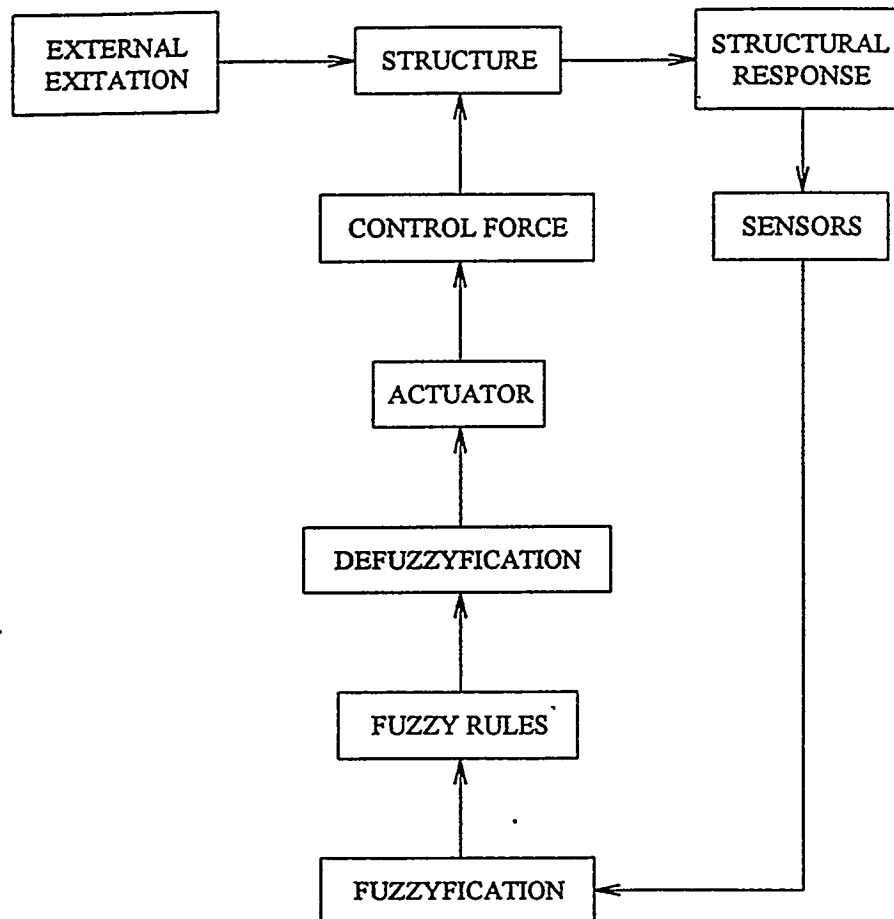 EXTERNAL
EXITATION
STRUCTURE
STRUCTURAL
RESPONSE
CONTROL FORCE
SENSORS
ACTUATOR
DEFUZZYFICATION
FUZZY RULES
FUZZYFICATION